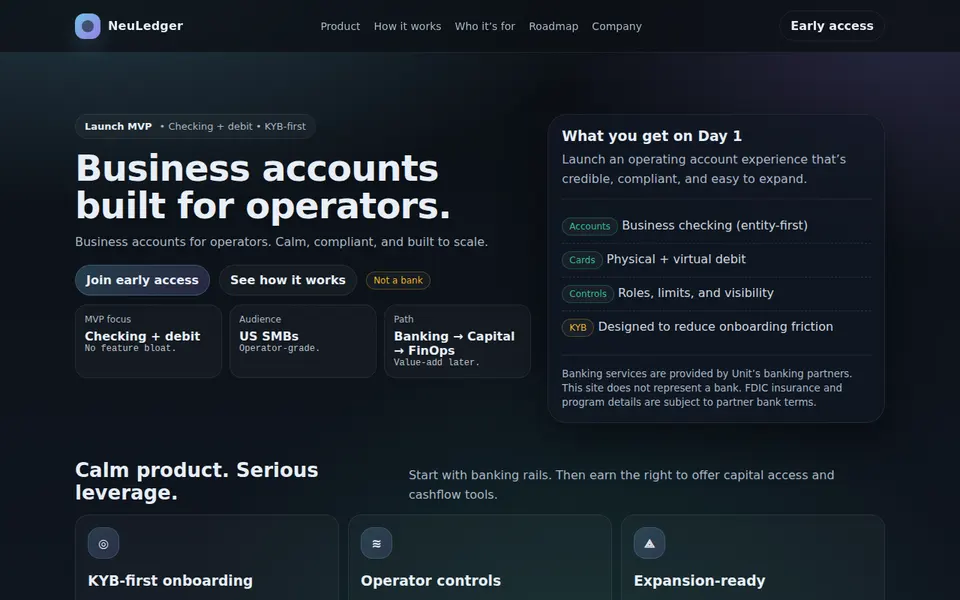 NeuLedger
Product
How it works
Who it’s for
Roadmap
Company
Early access
Launch MVP • Checking + debit • KYB-first
Business accounts
built for operators.
Business accounts for operators. Calm, compliant, and built to scale.
Join early access
See how it works
Not a bank
MVP focus
Checking + debit
No feature bloat.
Audience
US SMBs
Operator-grade.
Path
Banking → Capital
→ FinOps
Value-add later.
What you get on Day 1
Launch an operating account experience that’s
credible, compliant, and easy to expand.
Accounts Business checking (entity-first)
Cards Physical + virtual debit
Controls Roles, limits, and visibility
KYB Designed to reduce onboarding friction
Banking services are provided by Unit’s banking partners.
This site does not represent a bank. FDIC insurance and
program details are subject to partner bank terms.
Calm product. Serious
leverage.
Start with banking rails. Then earn the right to offer capital access and
cashflow tools.
KYB-first onboarding
Operator controls
Expansion-ready